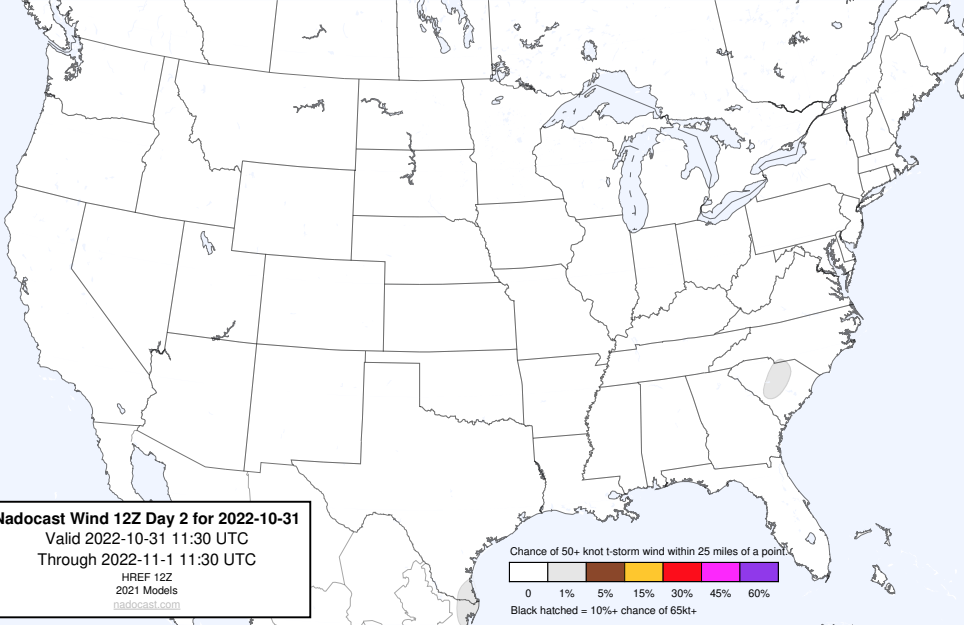 Nadocast Wind 12Z Day 2 for 2022-10-31
Valid 2022-10-31 11:30 UTC
Through 2022-11-1 11:30 UTC
HREF 12Z
2021 Models
nadocast.com
Chance of 50+ knot t-storm wind within 25 miles of a point.
0 1% 5% 15% 30% 45% 60%
Black hatched = 10%+ chance of 65kt+